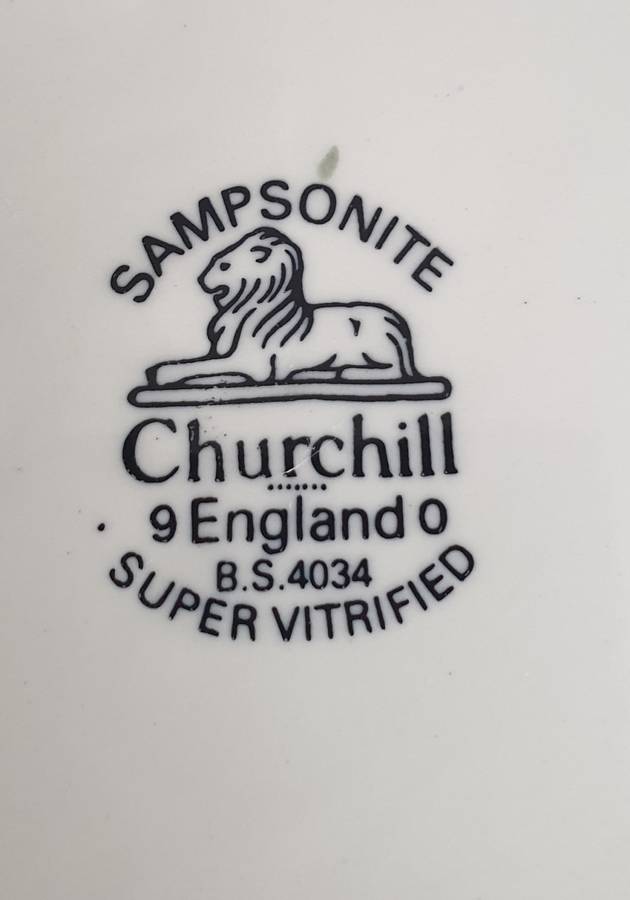 SAMPSONITE
Churchill
9 England 0
B.S.4034
SUPER VITRIFIED